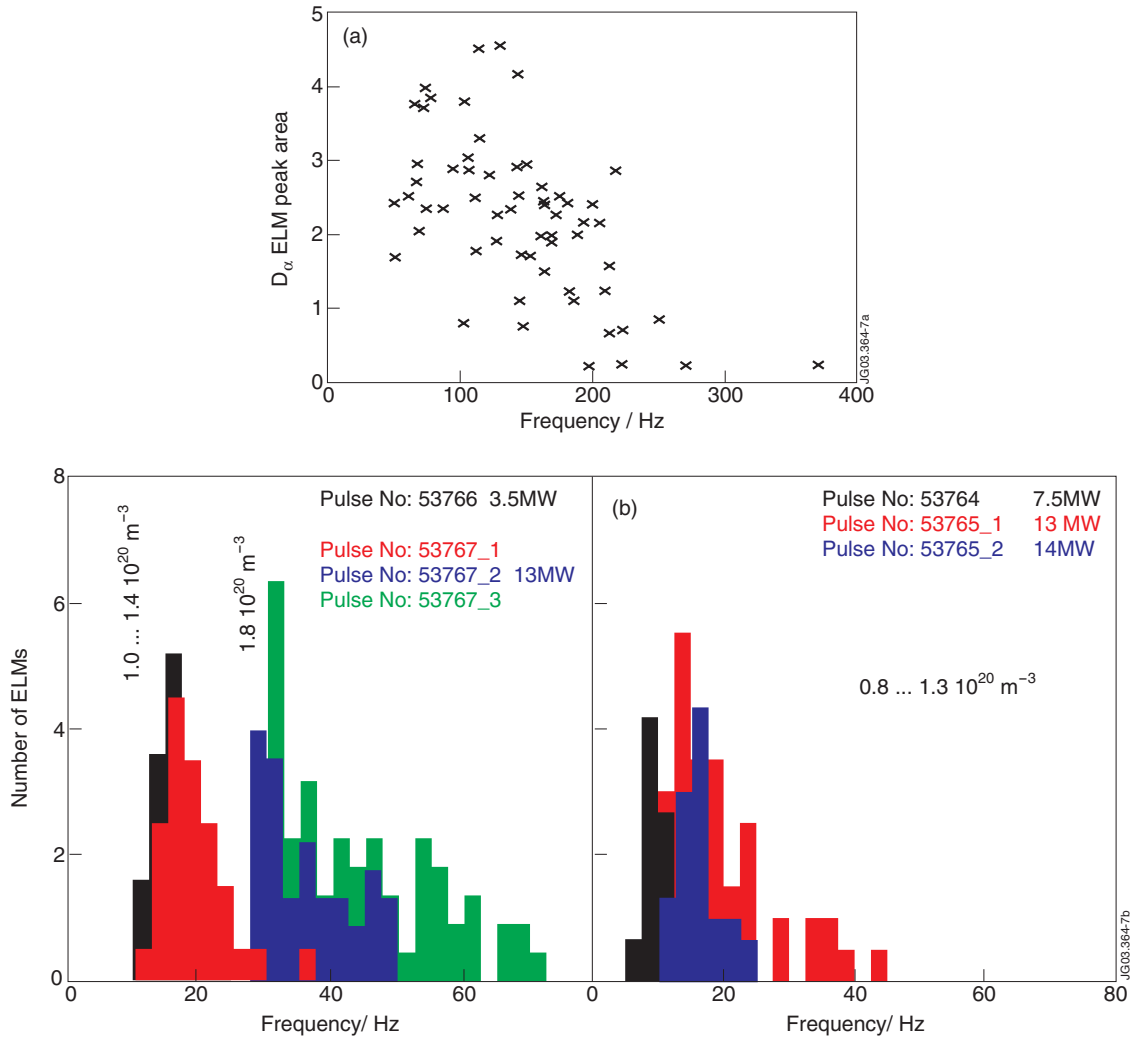 (a)
5
4
3
2
1
0
D_α ELM peak area
100
200
300
400
Frequency / Hz
JG03.364-7a
8
6
4
2
0
Number of ELMs
1.0 ... 1.4 10^20 m^−3
1.8 10^20 m^−3
Pulse No: 53766 3.5MW
Pulse No: 53767_1
Pulse No: 53767_2 13MW
Pulse No: 53767_3
0
20
40
60
Frequency/ Hz
(b)
Pulse No: 53764 7.5MW
Pulse No: 53765_1 13 MW
Pulse No: 53765_2 14MW
0.8 ... 1.3 10^20 m^−3
0
20
40
60
80
Frequency/ Hz
JG03.364-7b